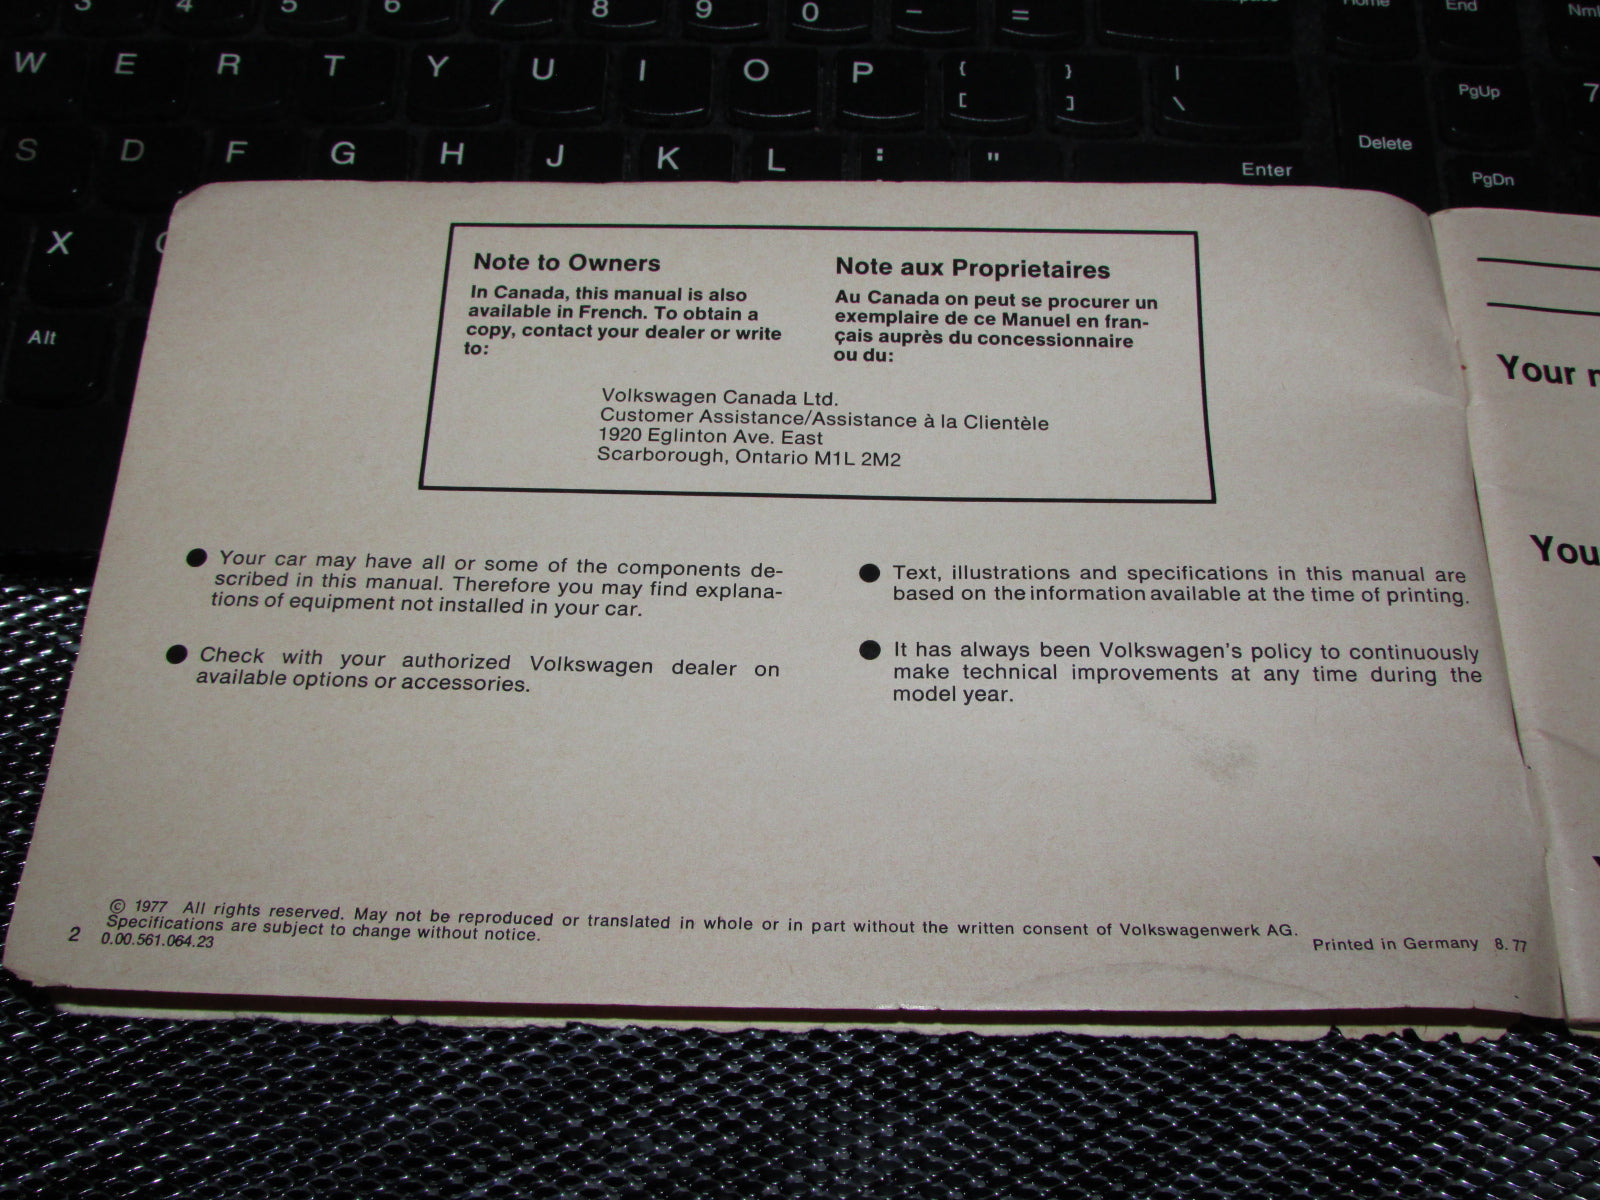 3 4 5 6 7 8 9 0 − =
Home End
W E R T Y U I O P { [ } ] | \
PgUp 7
S D F G H J K L : "
Enter Delete PgDn
X
Alt
Note to Owners
In Canada, this manual is also
available in French. To obtain a
copy, contact your dealer or write
to:
Note aux Proprietaires
Au Canada on peut se procurer un
exemplaire de ce Manuel en fran-
çais auprès du concessionnaire
ou du:
Volkswagen Canada Ltd.
Customer Assistance/Assistance à la Clientèle
1920 Eglinton Ave. East
Scarborough, Ontario M1L 2M2
● Your car may have all or some of the components de-
scribed in this manual. Therefore you may find explana-
tions of equipment not installed in your car.
● Check with your authorized Volkswagen dealer on
available options or accessories.
● Text, illustrations and specifications in this manual are
based on the information available at the time of printing.
● It has always been Volkswagen's policy to continuously
make technical improvements at any time during the
model year.
© 1977 All rights reserved. May not be reproduced or translated in whole or in part without the written consent of Volkswagenwerk AG.
Specifications are subject to change without notice.
2 0.00.561.064.23
Printed in Germany 8.77
Your
You